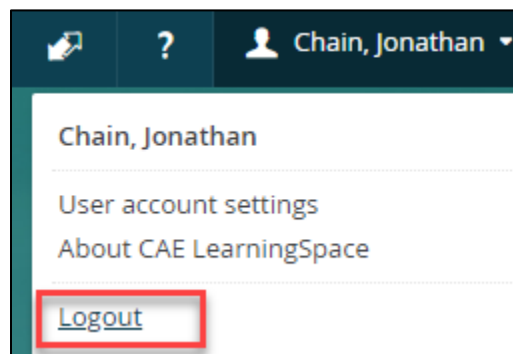 ? Chain, Jonathan
Chain, Jonathan
User account settings
About CAE LearningSpace
Logout